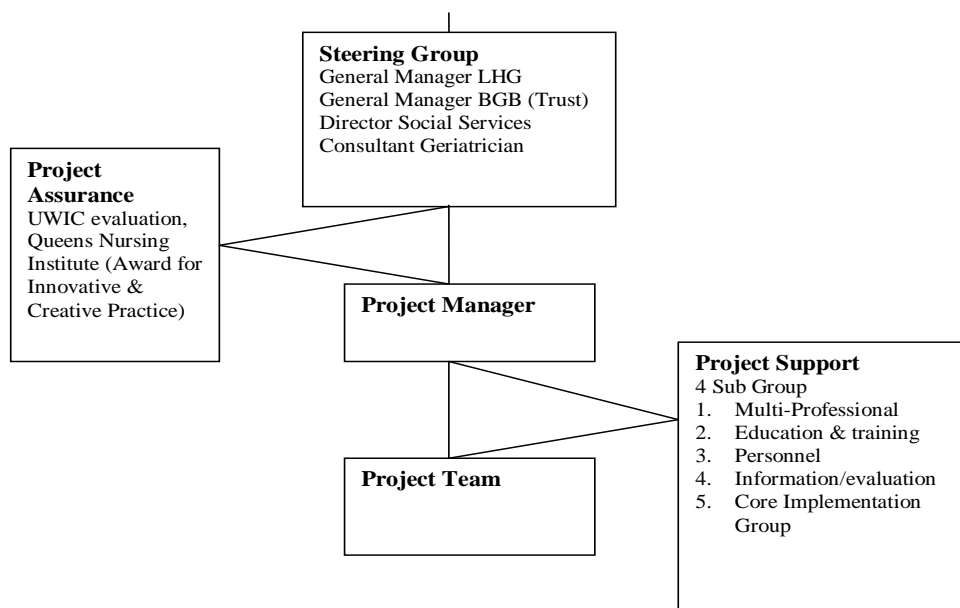 Steering Group
General Manager LHG
General Manager BGB (Trust)
Director Social Services
Consultant Geriatrician
Project
Assurance
UWIC evaluation,
Queens Nursing
Institute (Award for
Innovative &
Creative Practice)
Project Manager
Project Support
4 Sub Group
1. Multi-Professional
2. Education & training
3. Personnel
4. Information/evaluation
5. Core Implementation
Group
Project Team